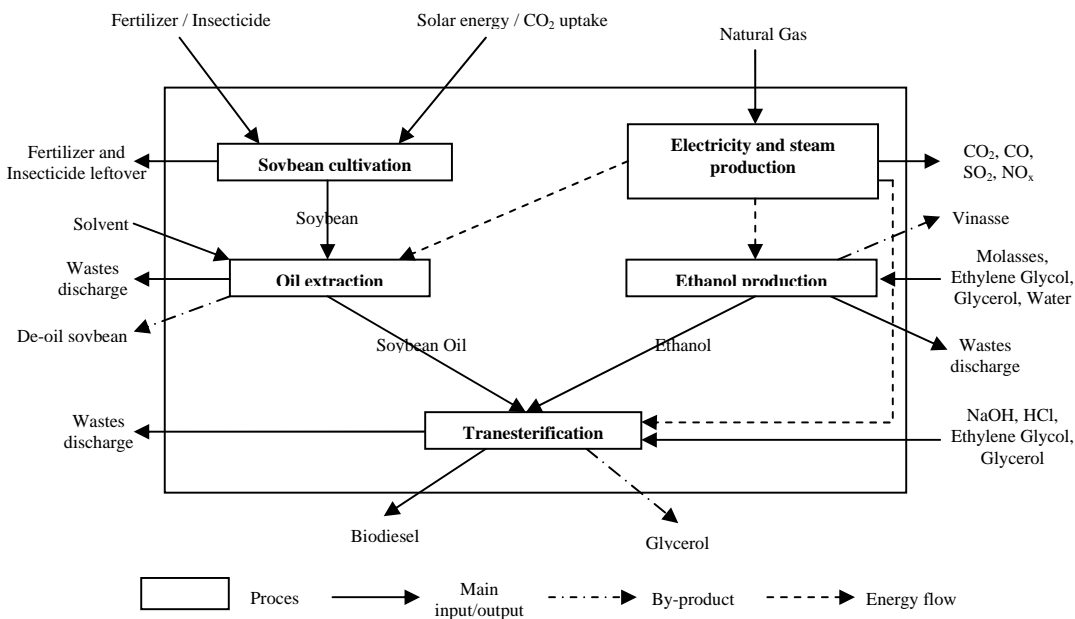 Fertilizer / Insecticide
Solar energy / CO₂ uptake
Natural Gas
Fertilizer and
Insecticide leftover
Soybean cultivation
Electricity and steam
production
CO₂, CO,
SO₂, NOₓ
Soybean
Solvent
Vinasse
Wastes
discharge
Oil extraction
Ethanol production
Molasses,
Ethylene Glycol,
Glycerol, Water
De-oil soybean
Soybean Oil
Ethanol
Wastes
discharge
Wastes
discharge
Tranesterification
NaOH, HCl,
Ethylene Glycol,
Glycerol
Biodiesel
Glycerol
Proces
Main
input/output
By-product
Energy flow